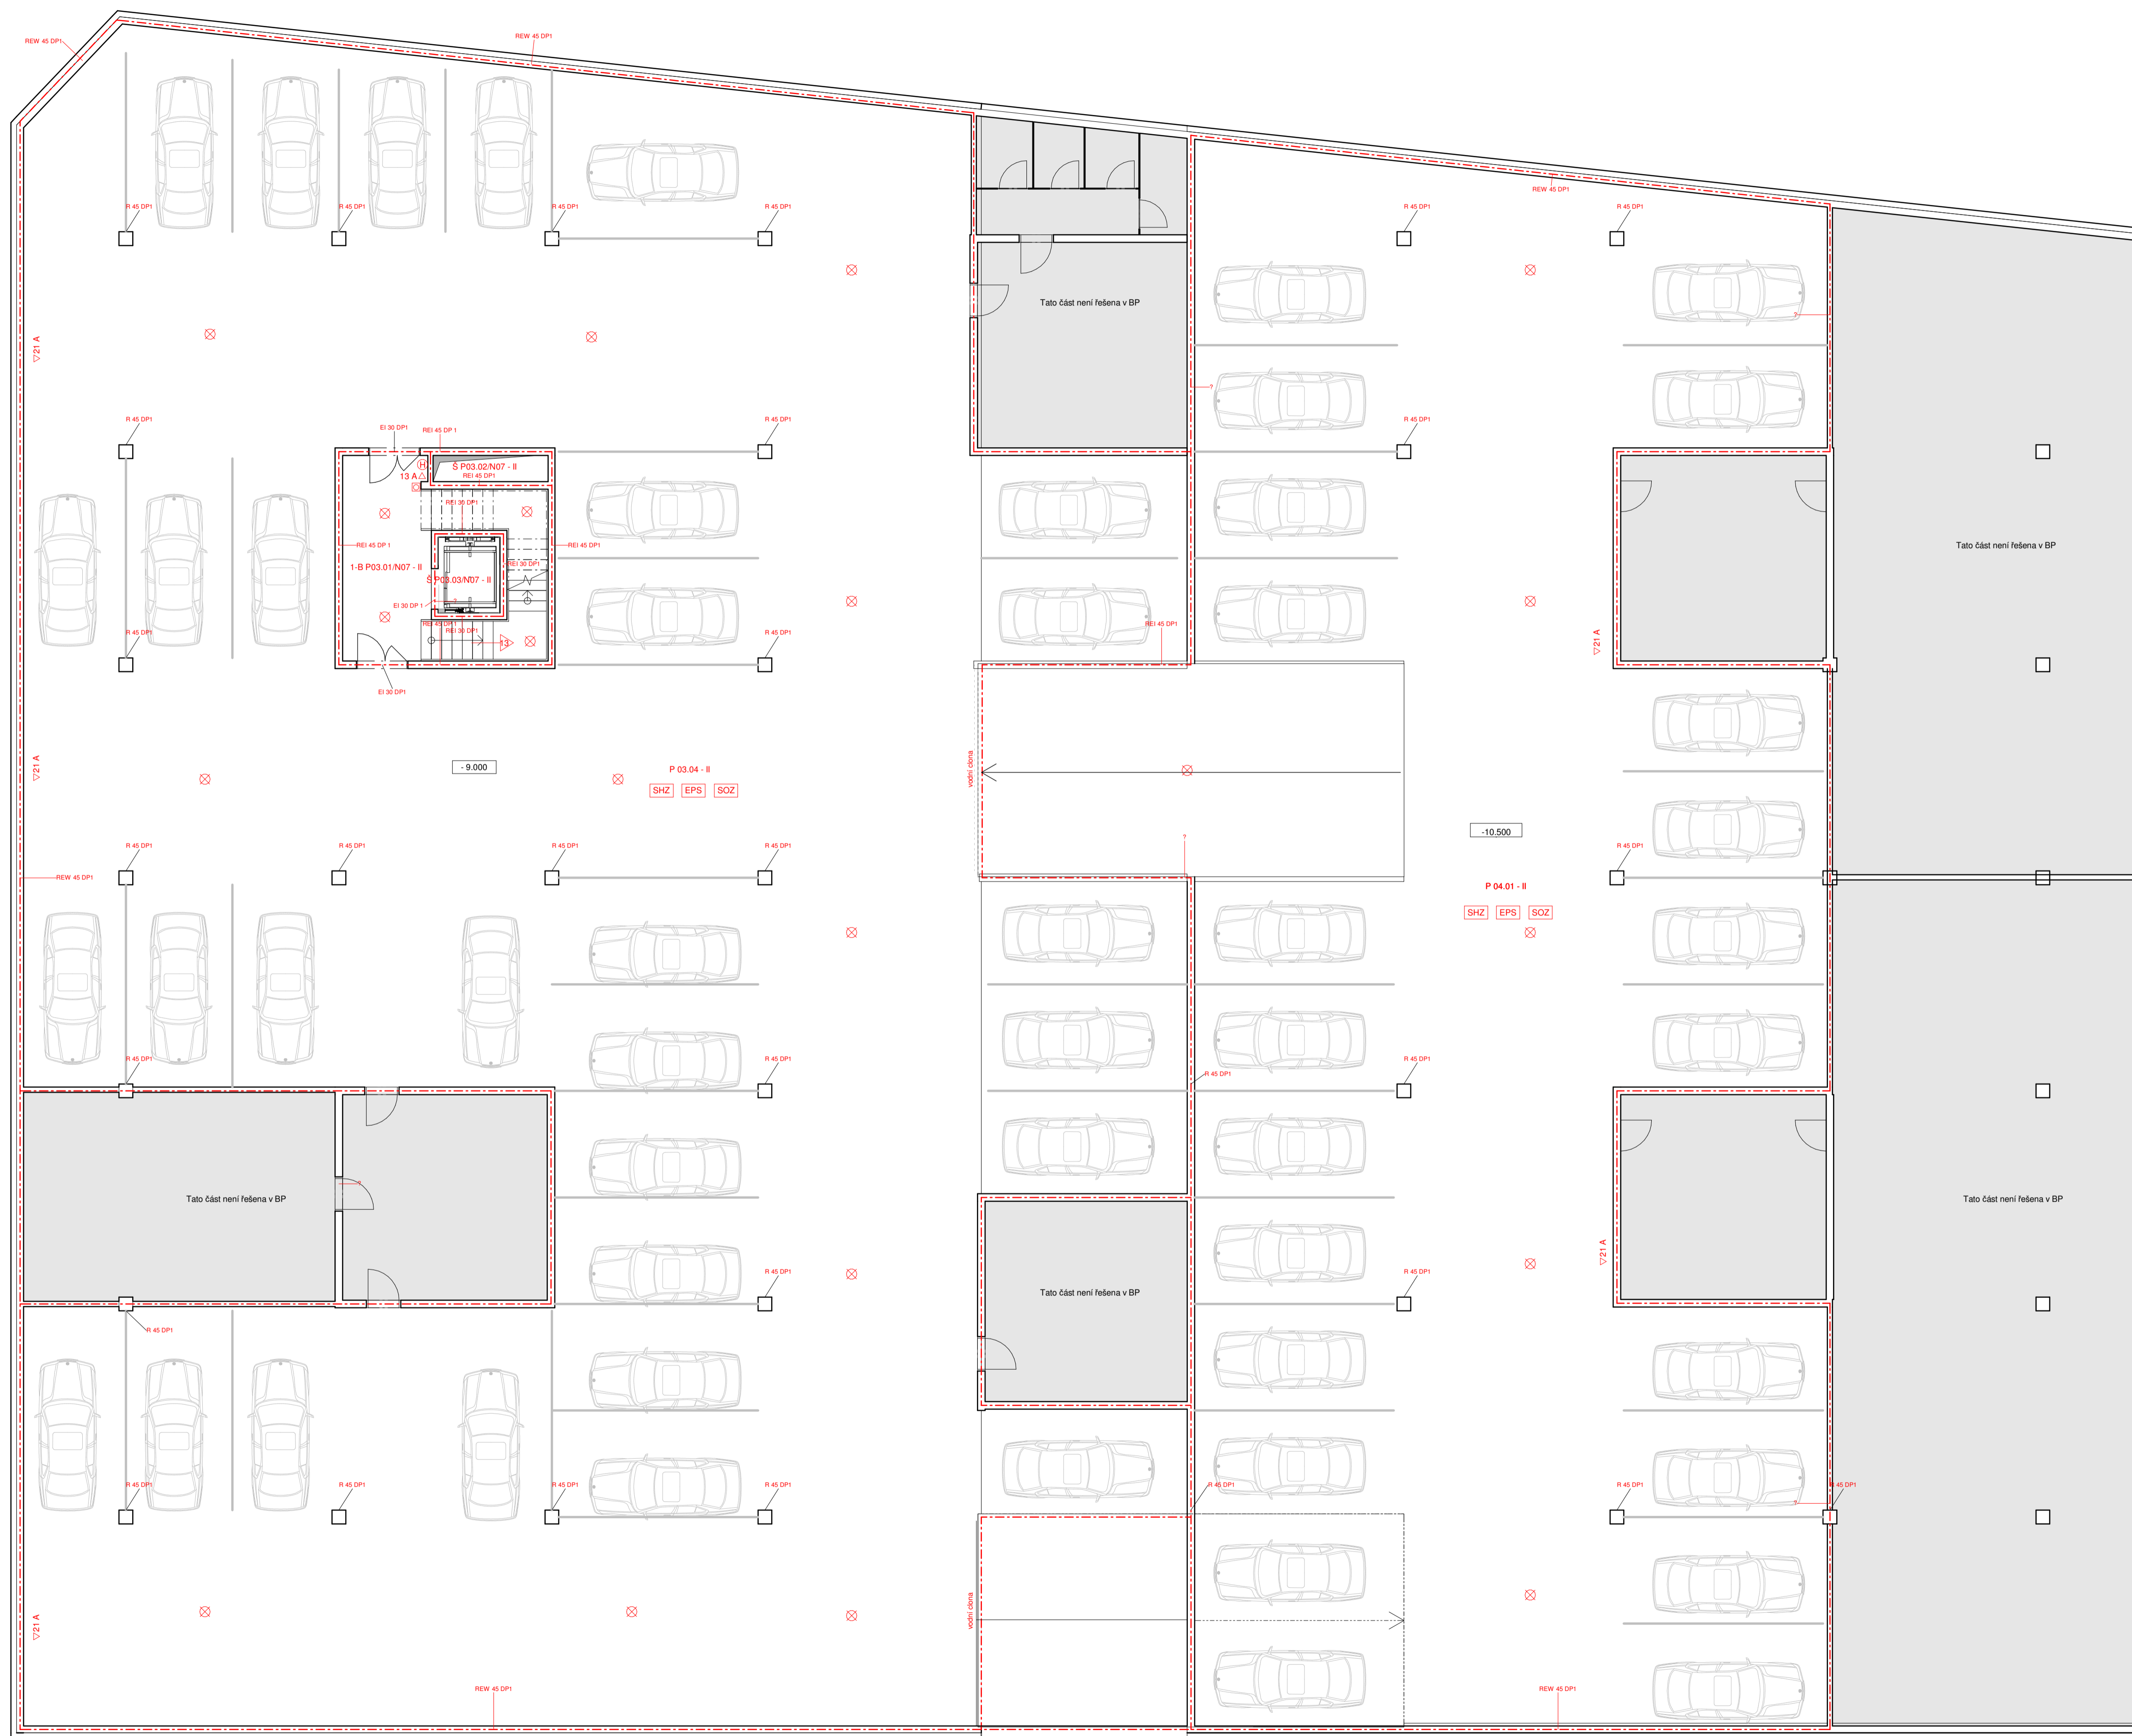 REW 45 DP1
REW 45 DP1
REW 45 DP1
R 45 DP1
R 45 DP1
R 45 DP1
R 45 DP1
R 45 DP1
R 45 DP1
Tato část není řešena v BP
?
21 A
?
R 45 DP1
EI 30 DP1
REI 45 DP 1
R 45 DP1
R 45 DP1
H
Š P03.02/N07 - II
13 A
REI 45 DP1
REI 30 DP1
REI 45 DP 1
REI 45 DP1
Tato část není řešena v BP
1-B P03.01/N07 - II
REI 30 DP1
Š P03.03/N07 - II
EI 30 DP 1
?
REI 45 DP 1
REI 30 DP1
REI 45 DP1
13
R 45 DP1
R 45 DP1
21 A
EI 30 DP1
21 A
- 9.000
P 03.04 - II
vodní clona
SHZ
EPS
SOZ
-10.500
?
R 45 DP1
R 45 DP1
R 45 DP1
R 45 DP1
R 45 DP1
REW 45 DP1
P 04.01 - II
SHZ
EPS
SOZ
R 45 DP1
R 45 DP1
R 45 DP1
R 45 DP1
?
Tato část není řešena v BP
Tato část není řešena v BP
21 A
R 45 DP1
R 45 DP1
Tato část není řešena v BP
R 45 DP1
R 45 DP1
R 45 DP1
R 45 DP1
R 45 DP1
R 45 DP1
R 45 DP1
R 45 DP1
?
21 A
vodní clona
REW 45 DP1
REW 45 DP1